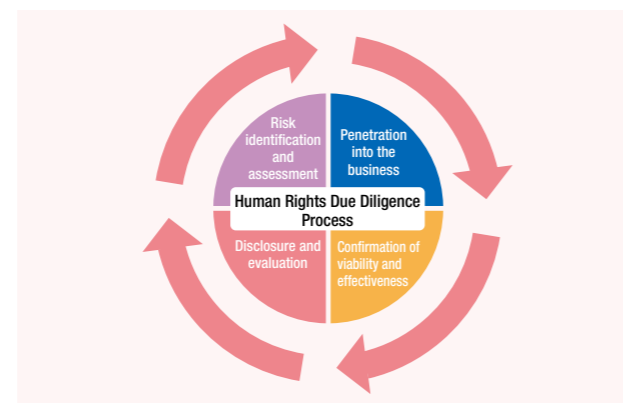 Risk
identification
and
assessment
Penetration
into the
business
Human Rights Due Diligence
Process
Disclosure and
evaluation
Confirmation of
viability and
effectiveness